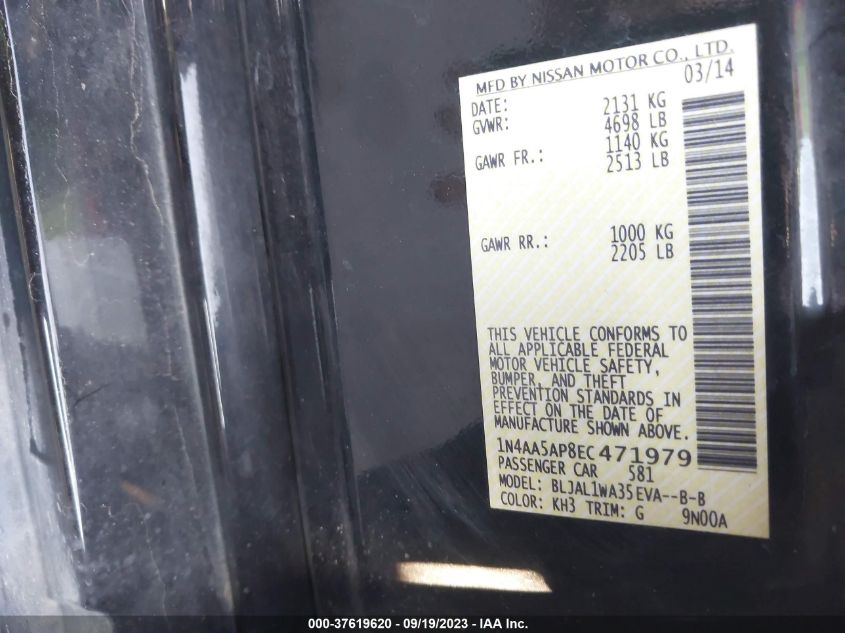 MFD BY NISSAN MOTOR CO., LTD.
DATE: 03/14
GVWR: 2131 KG
4698 LB
GAWR FR.: 1140 KG
2513 LB
GAWR RR.: 1000 KG
2205 LB
THIS VEHICLE CONFORMS TO
ALL APPLICABLE FEDERAL
MOTOR VEHICLE SAFETY,
BUMPER, AND THEFT
PREVENTION STANDARDS IN
EFFECT ON THE DATE OF
MANUFACTURE SHOWN ABOVE.
1N4AA5AP8EC471979
PASSENGER CAR 581
MODEL: BLJAL1WA35EVA--B-B
COLOR: KH3 TRIM: G 9N00A
000-37619620 - 09/19/2023 - IAA Inc.